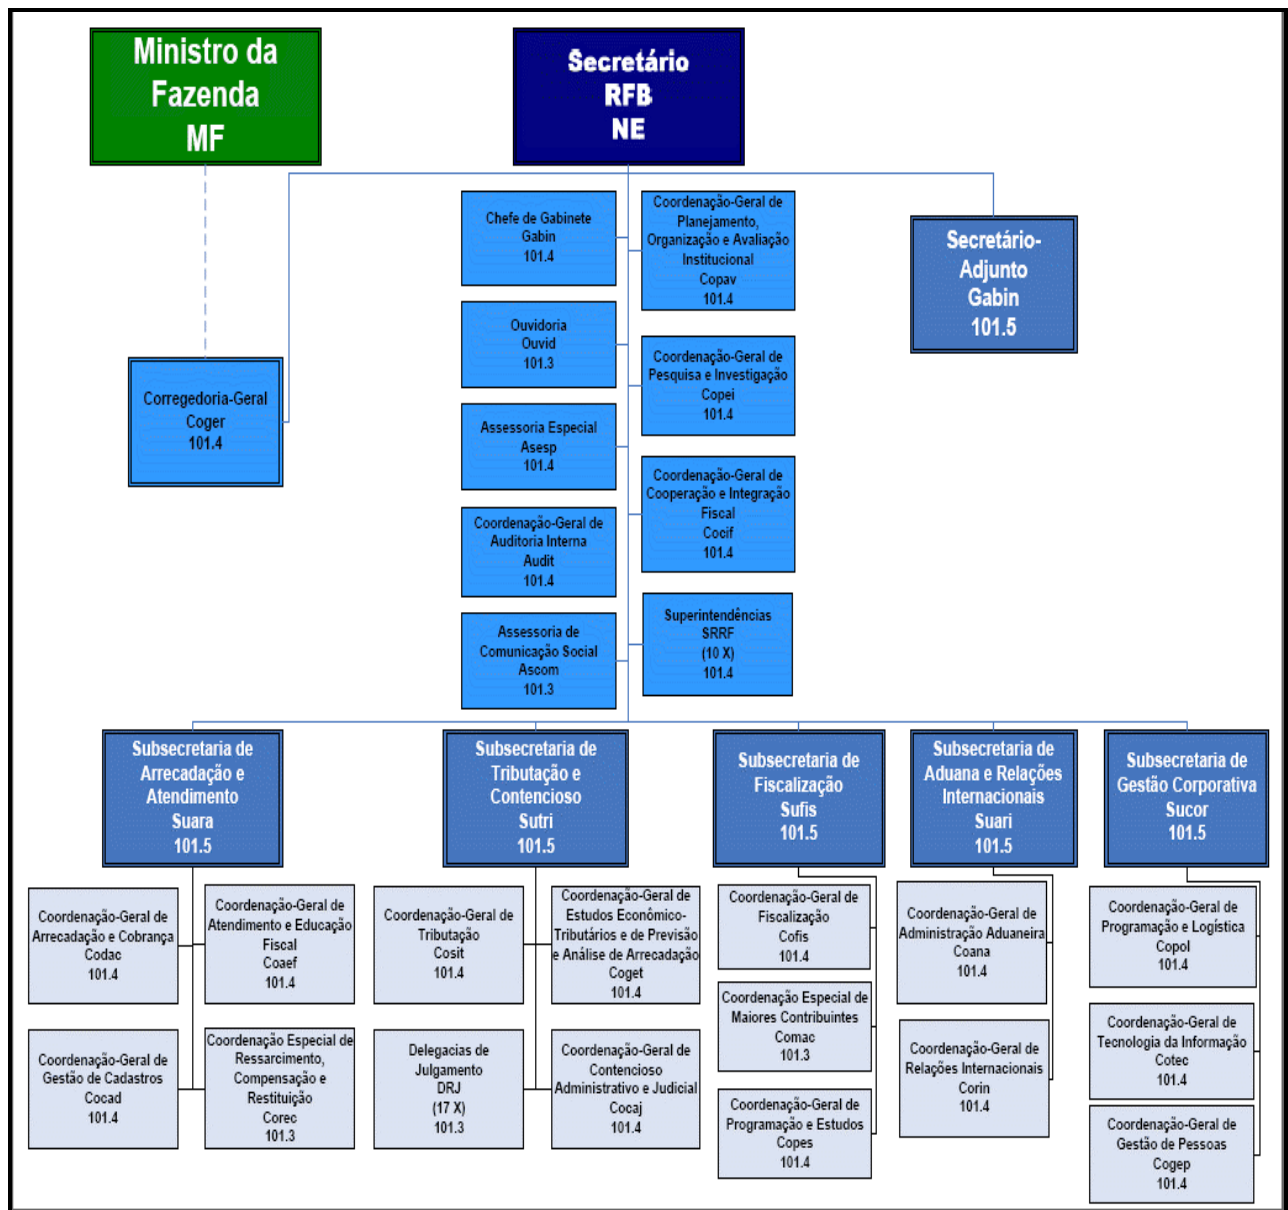 Ministro da
Fazenda
MF
Secretário
RFB
NE
Chefe de Gabinete
Gabin
101.4
Coordenação-Geral de
Planejamento,
Organização e Avaliação
Institucional
Copav
101.4
Secretário-
Adjunto
Gabin
101.5
Ouvidoria
Ouvid
101.3
Coordenação-Geral de
Pesquisa e Investigação
Copei
101.4
Corregedoria-Geral
Coger
101.4
Assessoria Especial
Asesp
101.4
Coordenação-Geral de
Cooperação e Integração
Fiscal
Cocif
101.4
Coordenação-Geral de
Auditoria Interna
Audit
101.4
Superintendências
SRRF
(10 X)
101.4
Assessoria de
Comunicação Social
Ascom
101.3
Subsecretaria de
Arrecadação e
Atendimento
Suara
101.5
Subsecretaria de
Tributação e
Contencioso
Sutri
101.5
Subsecretaria de
Fiscalização
Sufis
101.5
Subsecretaria de
Aduana e Relações
Internacionais
Suari
101.5
Subsecretaria de
Gestão Corporativa
Sucor
101.5
Coordenação-Geral de
Arrecadação e Cobrança
Codac
101.4
Coordenação-Geral de
Atendimento e Educação
Fiscal
Coaef
101.4
Coordenação-Geral de
Tributação
Cosit
101.4
Coordenação-Geral de
Estudos Econômico-
Tributários e de Previsão
e Análise de Arrecadação
Coget
101.4
Coordenação-Geral de
Fiscalização
Cofis
101.4
Coordenação-Geral de
Administração Aduaneira
Coana
101.4
Coordenação-Geral de
Programação e Logística
Copol
101.4
Coordenação-Geral de
Gestão de Cadastros
Cocad
101.4
Coordenação Especial de
Ressarcimento,
Compensação e
Restituição
Corec
101.3
Delegacias de
Julgamento
DRJ
(17 X)
101.3
Coordenação-Geral de
Contencioso
Administrativo e Judicial
Cocaj
101.4
Coordenação Especial de
Maiores Contribuintes
Comac
101.3
Coordenação-Geral de
Relações Internacionais
Corin
101.4
Coordenação-Geral de
Tecnologia da Informação
Cotec
101.4
Coordenação-Geral de
Programação e Estudos
Copes
101.4
Coordenação-Geral de
Gestão de Pessoas
Cogep
101.4